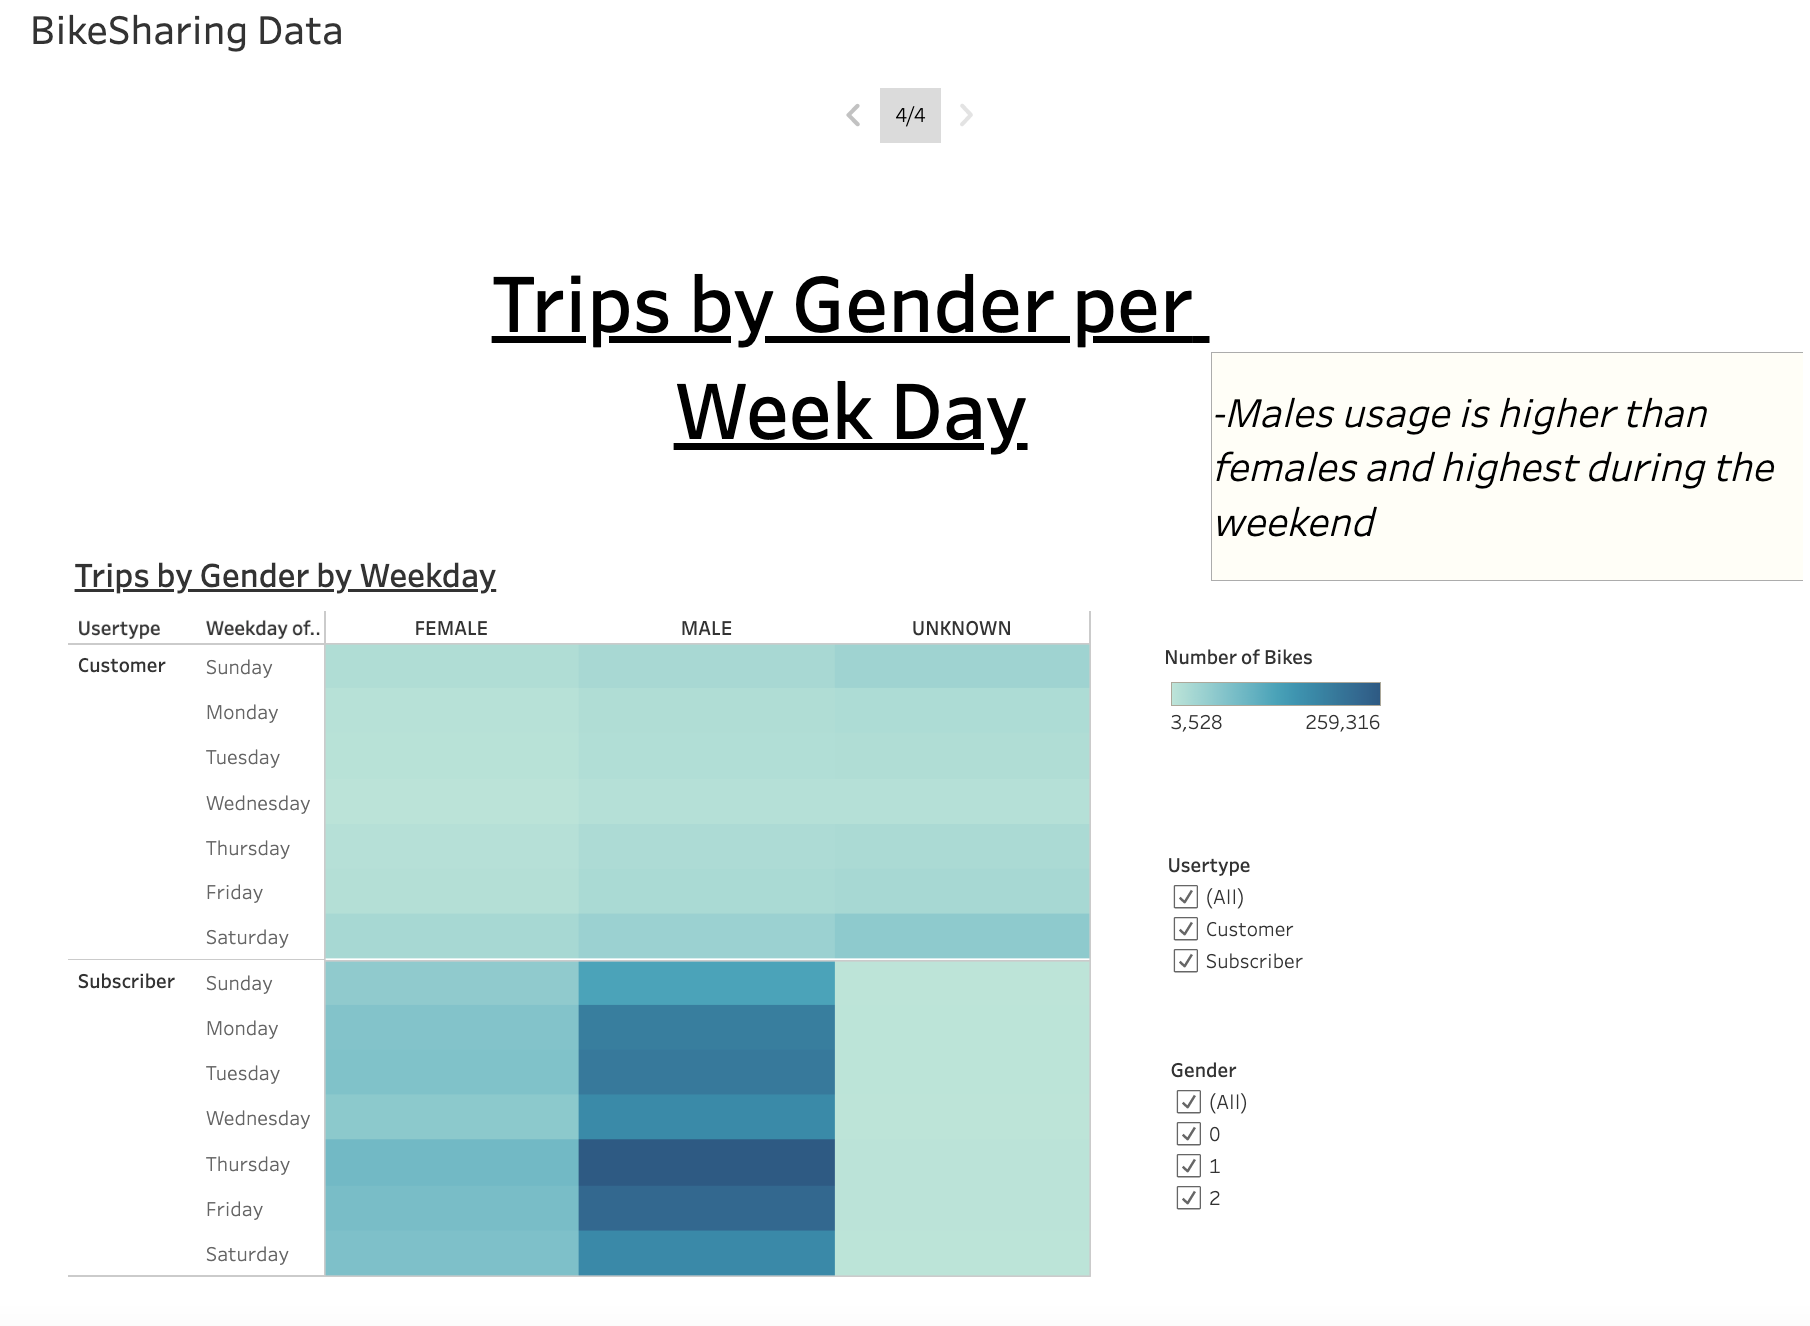 BikeSharing Data
4/4
Trips by Gender per
Week Day
-Males usage is higher than
females and highest during the
weekend
Trips by Gender by Weekday
Usertype Weekday of.. FEMALE MALE UNKNOWN
Customer Sunday
Monday
Tuesday
Wednesday
Thursday
Friday
Saturday
Subscriber Sunday
Monday
Tuesday
Wednesday
Thursday
Friday
Saturday
Number of Bikes
3,528 259,316
Usertype
(All)
Customer
Subscriber
Gender
(All)
0
1
2